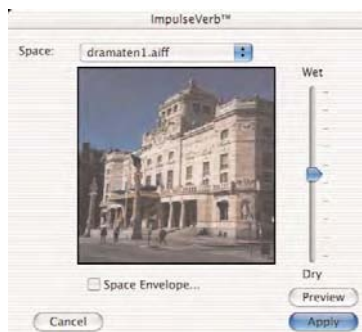 ImpulseVerb™
Space: dramaten1.aiff
Wet
Dry
Space Envelope...
Preview
Cancel
Apply